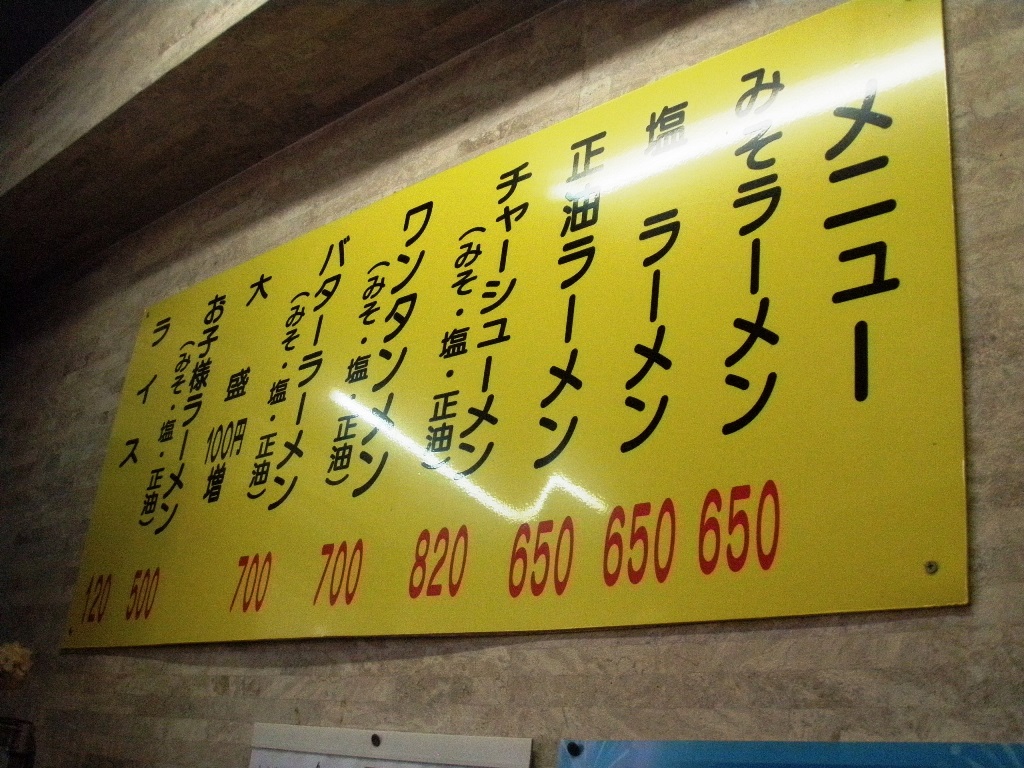 メニュー
みそラーメン
650
塩ラーメン
650
正油ラーメン
650
チャーシューメン
(みそ・塩・正油)
820
ワンタンメン
(みそ・塩・正油)
700
バターラーメン
(みそ・塩・正油)
700
大盛100円増
お子様ラーメン
(みそ・塩・正油)
500
ライス
120